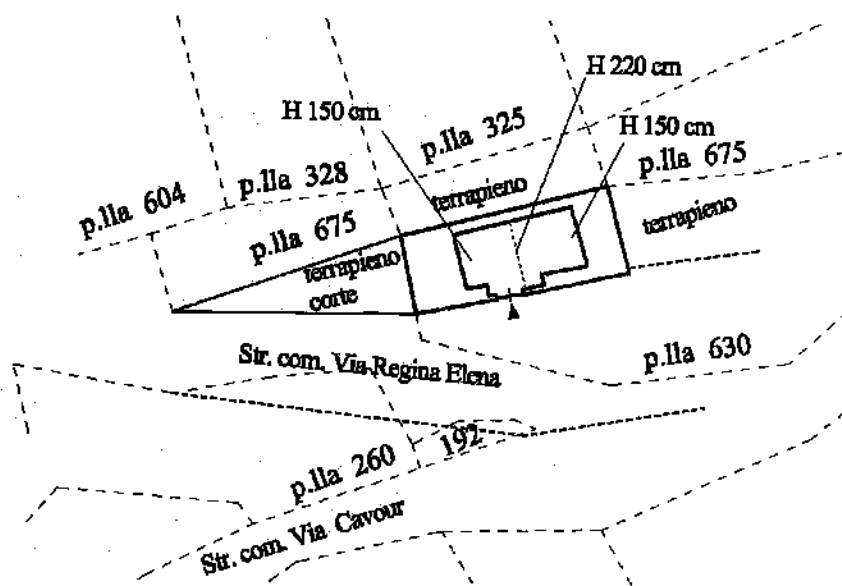 H 220 cm
H 150 cm
H 150 cm
p.lla 325
p.lla 675
p.lla 328
p.lla 604
terrapieno
terrapieno
p.lla 675
terrapieno
corte
Str. com. Via Regina Elena
p.lla 630
192
p.lla 260
Str. com. Via Cavour